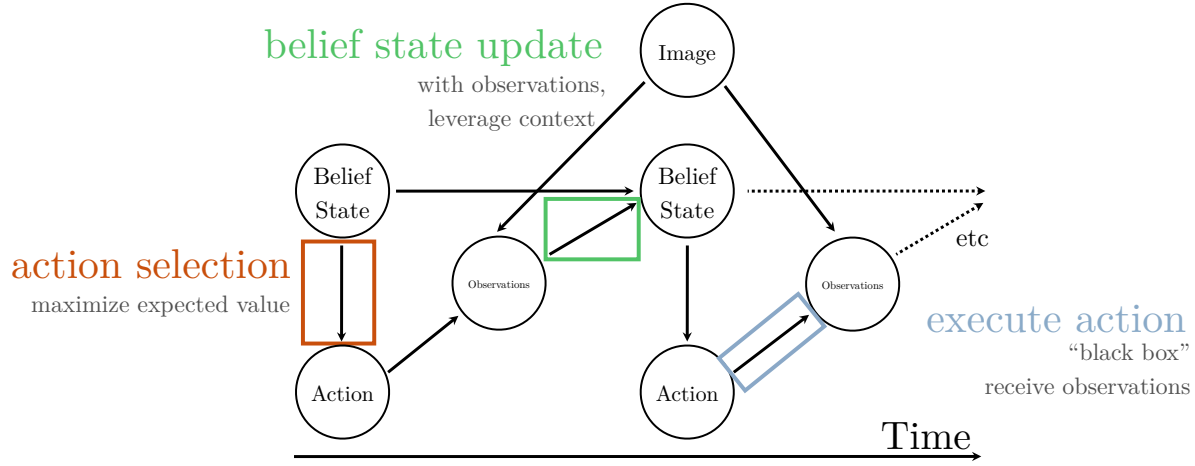 belief state update
with observations,
leverage context
Image
Belief
State
Belief
State
action selection
maximize expected value
Observations
Observations
etc
execute action
“black box”
receive observations
Action
Action
Time